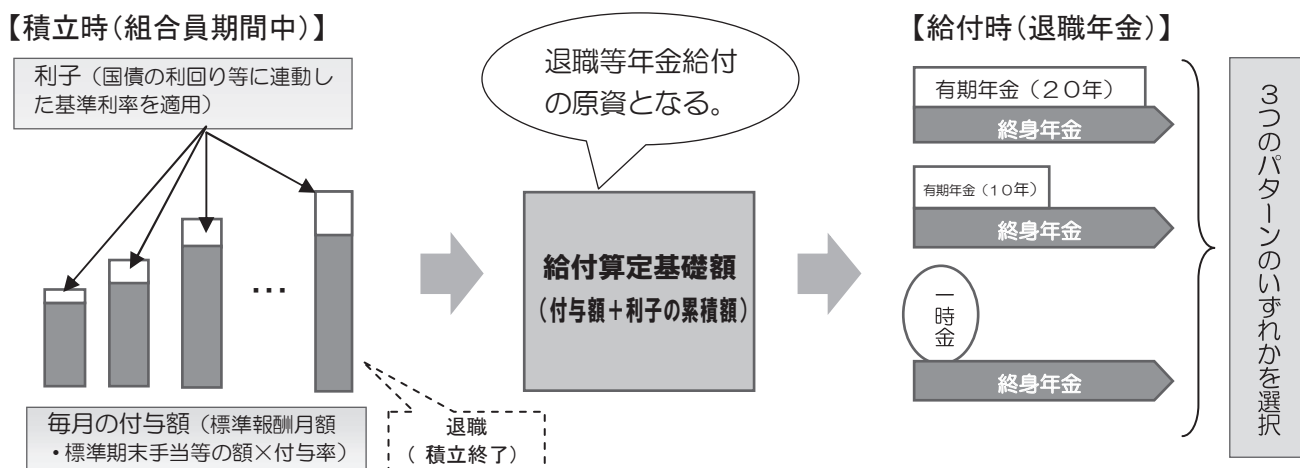 【積立時(組合員期間中)】
利子（国債の利回り等に連動し
た基準利率を適用）
…
毎月の付与額（標準報酬月額
・標準期末手当等の額×付与率）
退職
（ 積立終了）
退職等年金給付
の原資となる。
給付算定基礎額
（付与額＋利子の累積額）
【給付時(退職年金)】
有期年金（２０年）
終身年金
有期年金（１０年）
終身年金
一時金
終身年金
３つのパターンのいずれかを選択